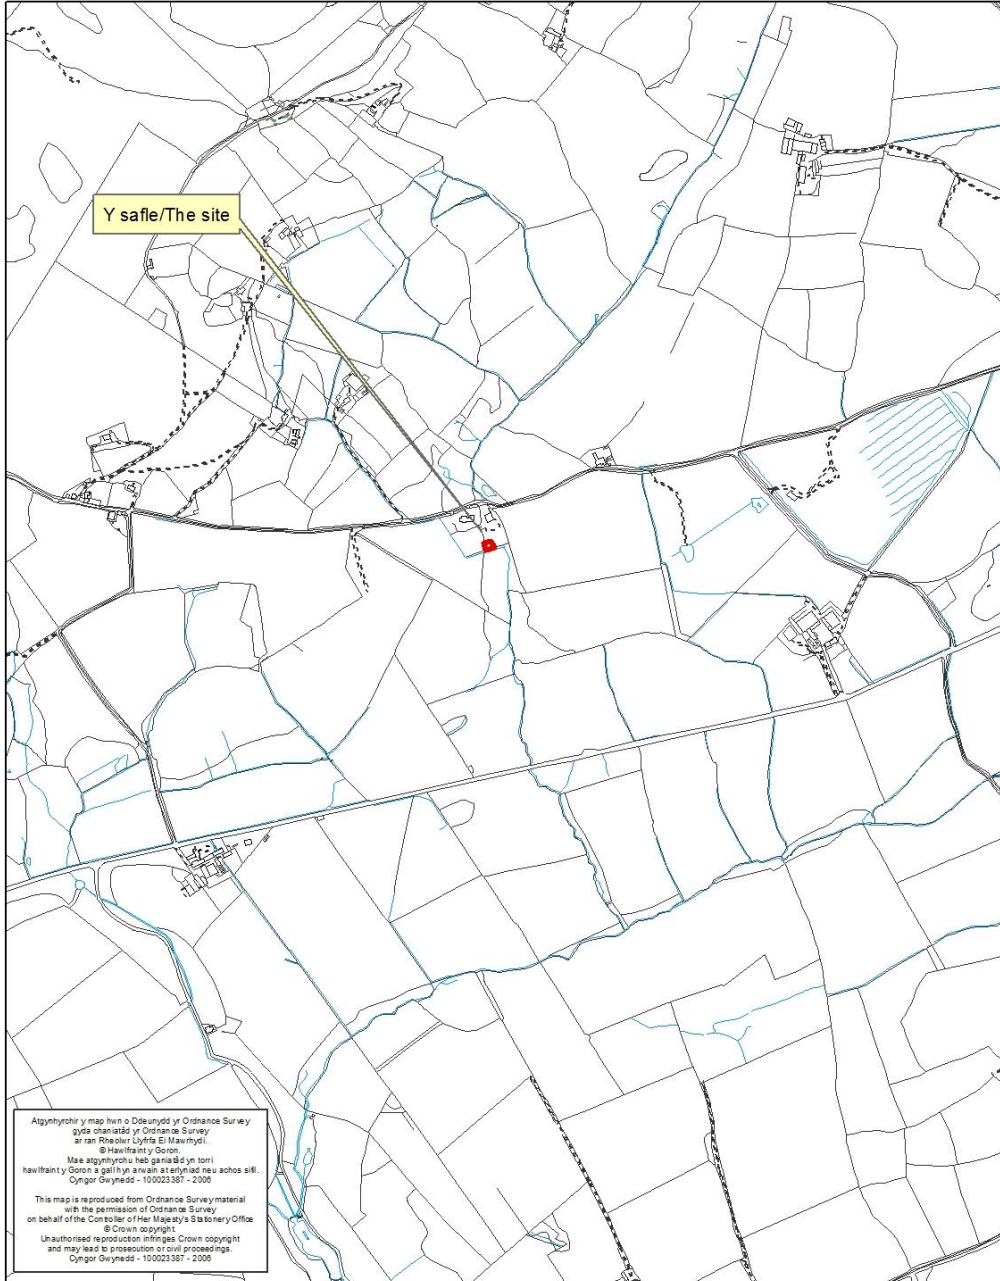 Y safle/The site
Atgynhyrchir y map hwn o Ddeunydd yr Ordnance Survey
gyda chaniatâd yr Ordnance Survey
ar ran Rheolwr Llyfrfa Ei Mawrhydi.
© Hawlfraint y Goron.
Mae atgynhyrchu heb ganiatâd yn torri
hawlfraint y Goron a gall hyn arwain at erlyniad neu achos sifil.
Cyngor Gwynedd - 100023387 - 2006
This map is reproduced from Ordnance Survey material
with the permission of Ordnance Survey
on behalf of the Controller of Her Majesty's Stationery Office
© Crown copyright.
Unauthorised reproduction infringes Crown copyright
and may lead to prosecution or civil proceedings.
Cyngor Gwynedd - 100023387 - 2006